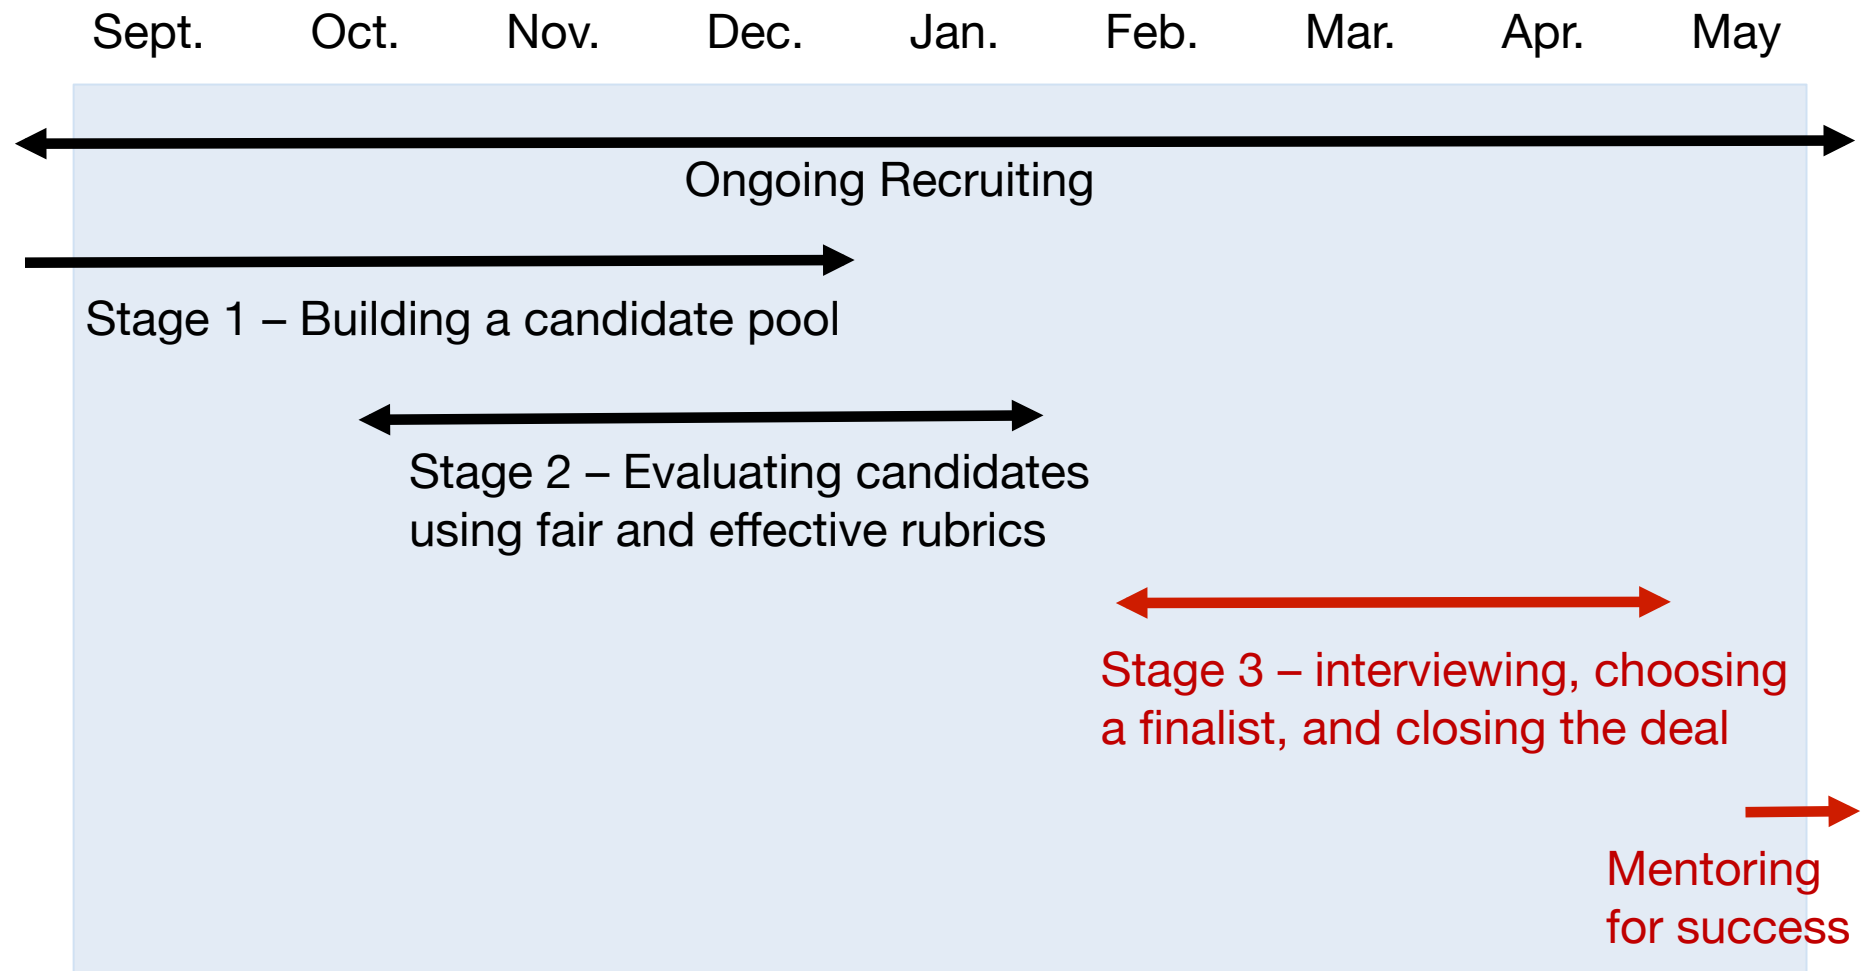 Sept. Oct. Nov. Dec. Jan. Feb. Mar. Apr. May
Ongoing Recruiting
Stage 1 – Building a candidate pool
Stage 2 – Evaluating candidates
using fair and effective rubrics
Stage 3 – interviewing, choosing
a finalist, and closing the deal
Mentoring
for success